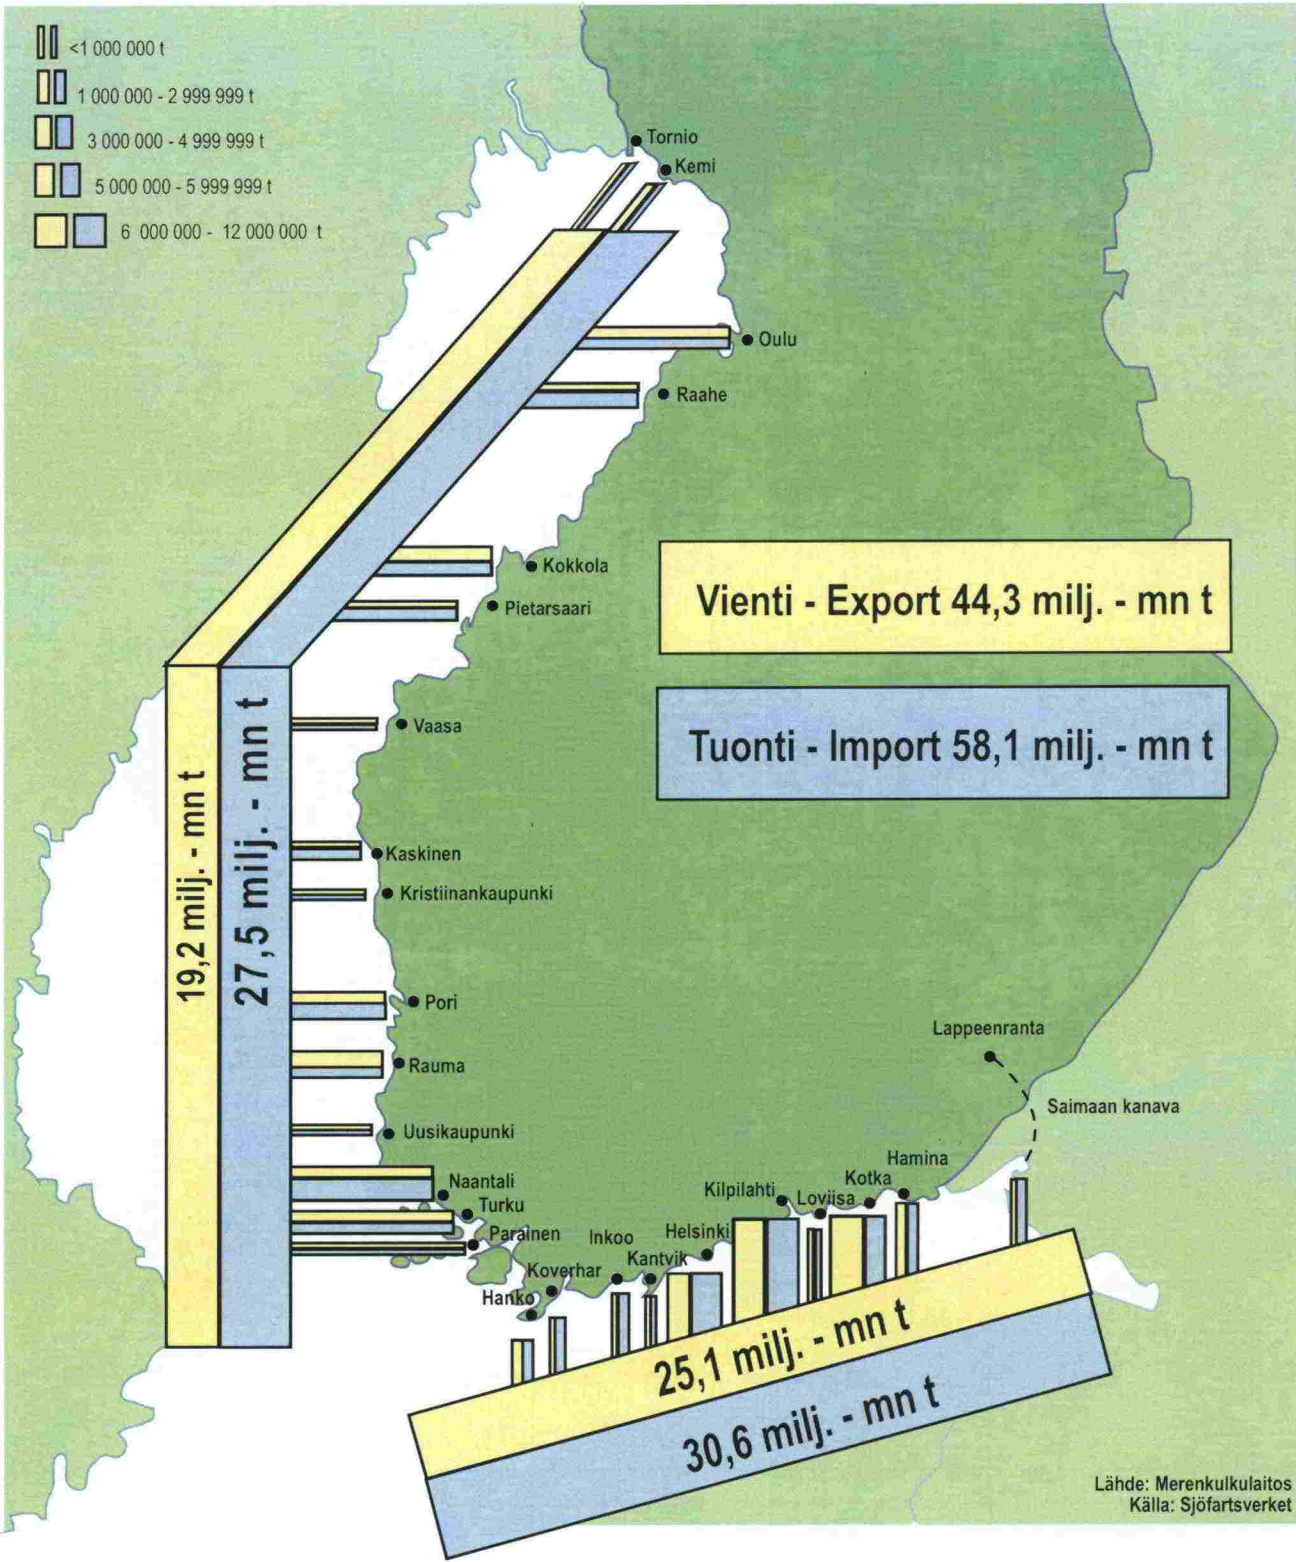 <1 000 000 t
1 000 000 - 2 999 999 t
3 000 000 - 4 999 999 t
5 000 000 - 5 999 999 t
6 000 000 - 12 000 000 t
Tornio
Kemi
Oulu
Raahe
Kokkola
Pietarsaari
Vienti - Export 44,3 milj. - mn t
Tuonti - Import 58,1 milj. - mn t
Vaasa
19,2 milj. - mn t
27,5 milj. - mn t
Kaskinen
Kristiinankaupunki
Pori
Lappeenranta
Rauma
Saimaan kanava
Uusikaupunki
Hamina
Naantali
Kotka
Kilpilahti
Loviisa
Turku
Parainen
Inkoo
Helsinki
Kantvik
Koverhar
Hanko
25,1 milj. - mn t
30,6 milj. - mn t
Lähde: Merenkulkulaitos
Källa: Sjöfartsverket